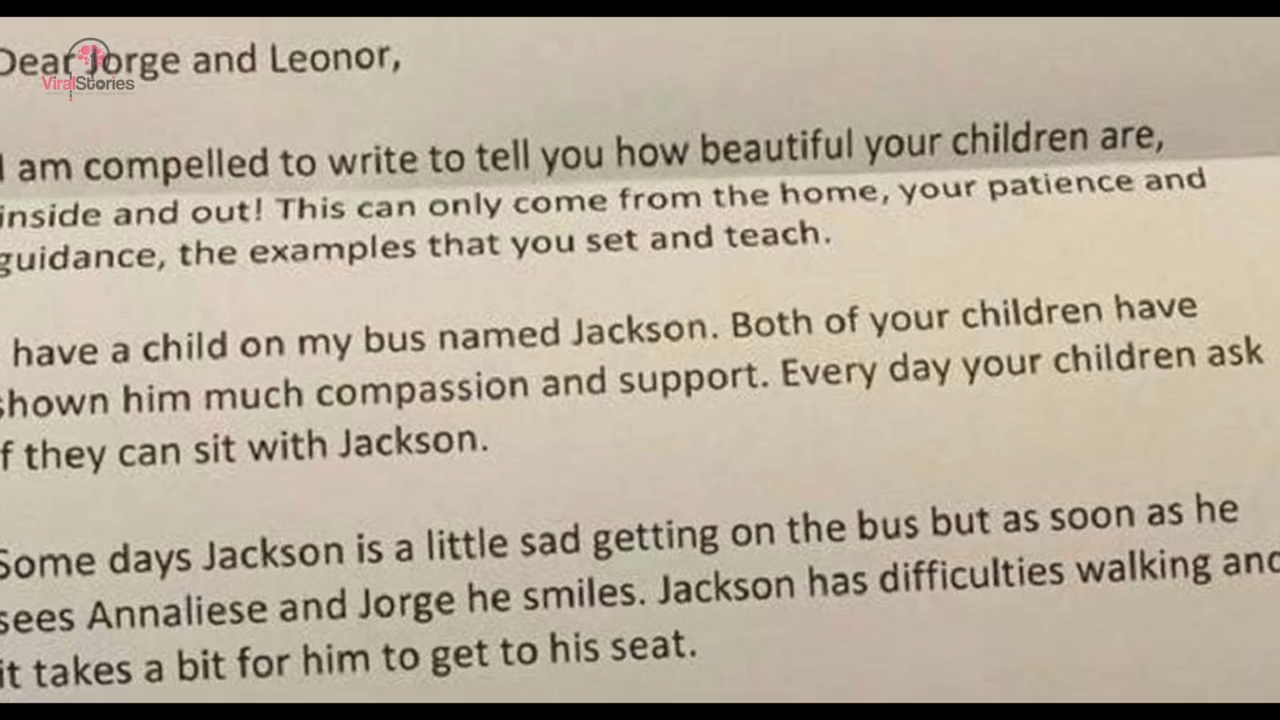 Dear Jorge and Leonor,
ViralStories
I am compelled to write to tell you how beautiful your children are,
inside and out! This can only come from the home, your patience and
guidance, the examples that you set and teach.
I have a child on my bus named Jackson. Both of your children have
shown him much compassion and support. Every day your children ask
if they can sit with Jackson.
Some days Jackson is a little sad getting on the bus but as soon as he
sees Annaliese and Jorge he smiles. Jackson has difficulties walking and
it takes a bit for him to get to his seat.